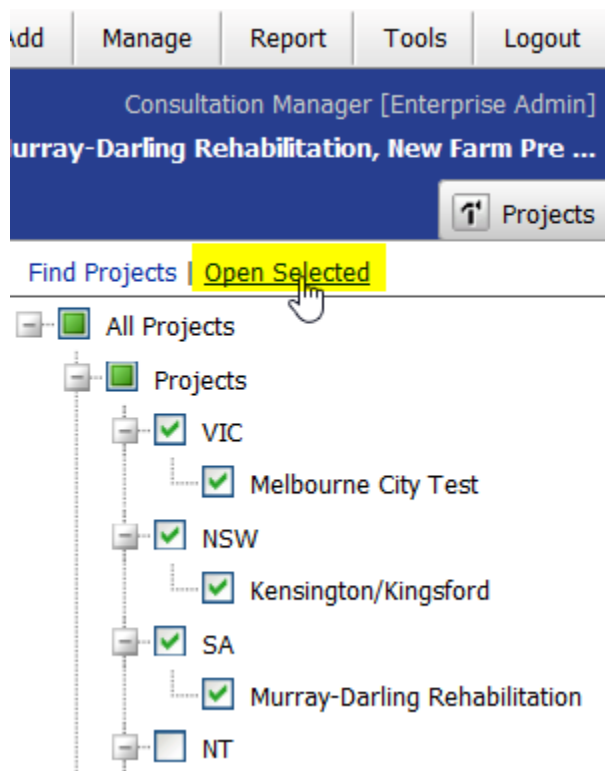 Manage Report Tools Logout
Consultation Manager [Enterprise Admin]
urray-Darling Rehabilitation, New Farm Pre ...
Projects
Find Projects | Open Selected
All Projects
Projects
VIC
Melbourne City Test
NSW
Kensington/Kingsford
SA
Murray-Darling Rehabilitation
NT